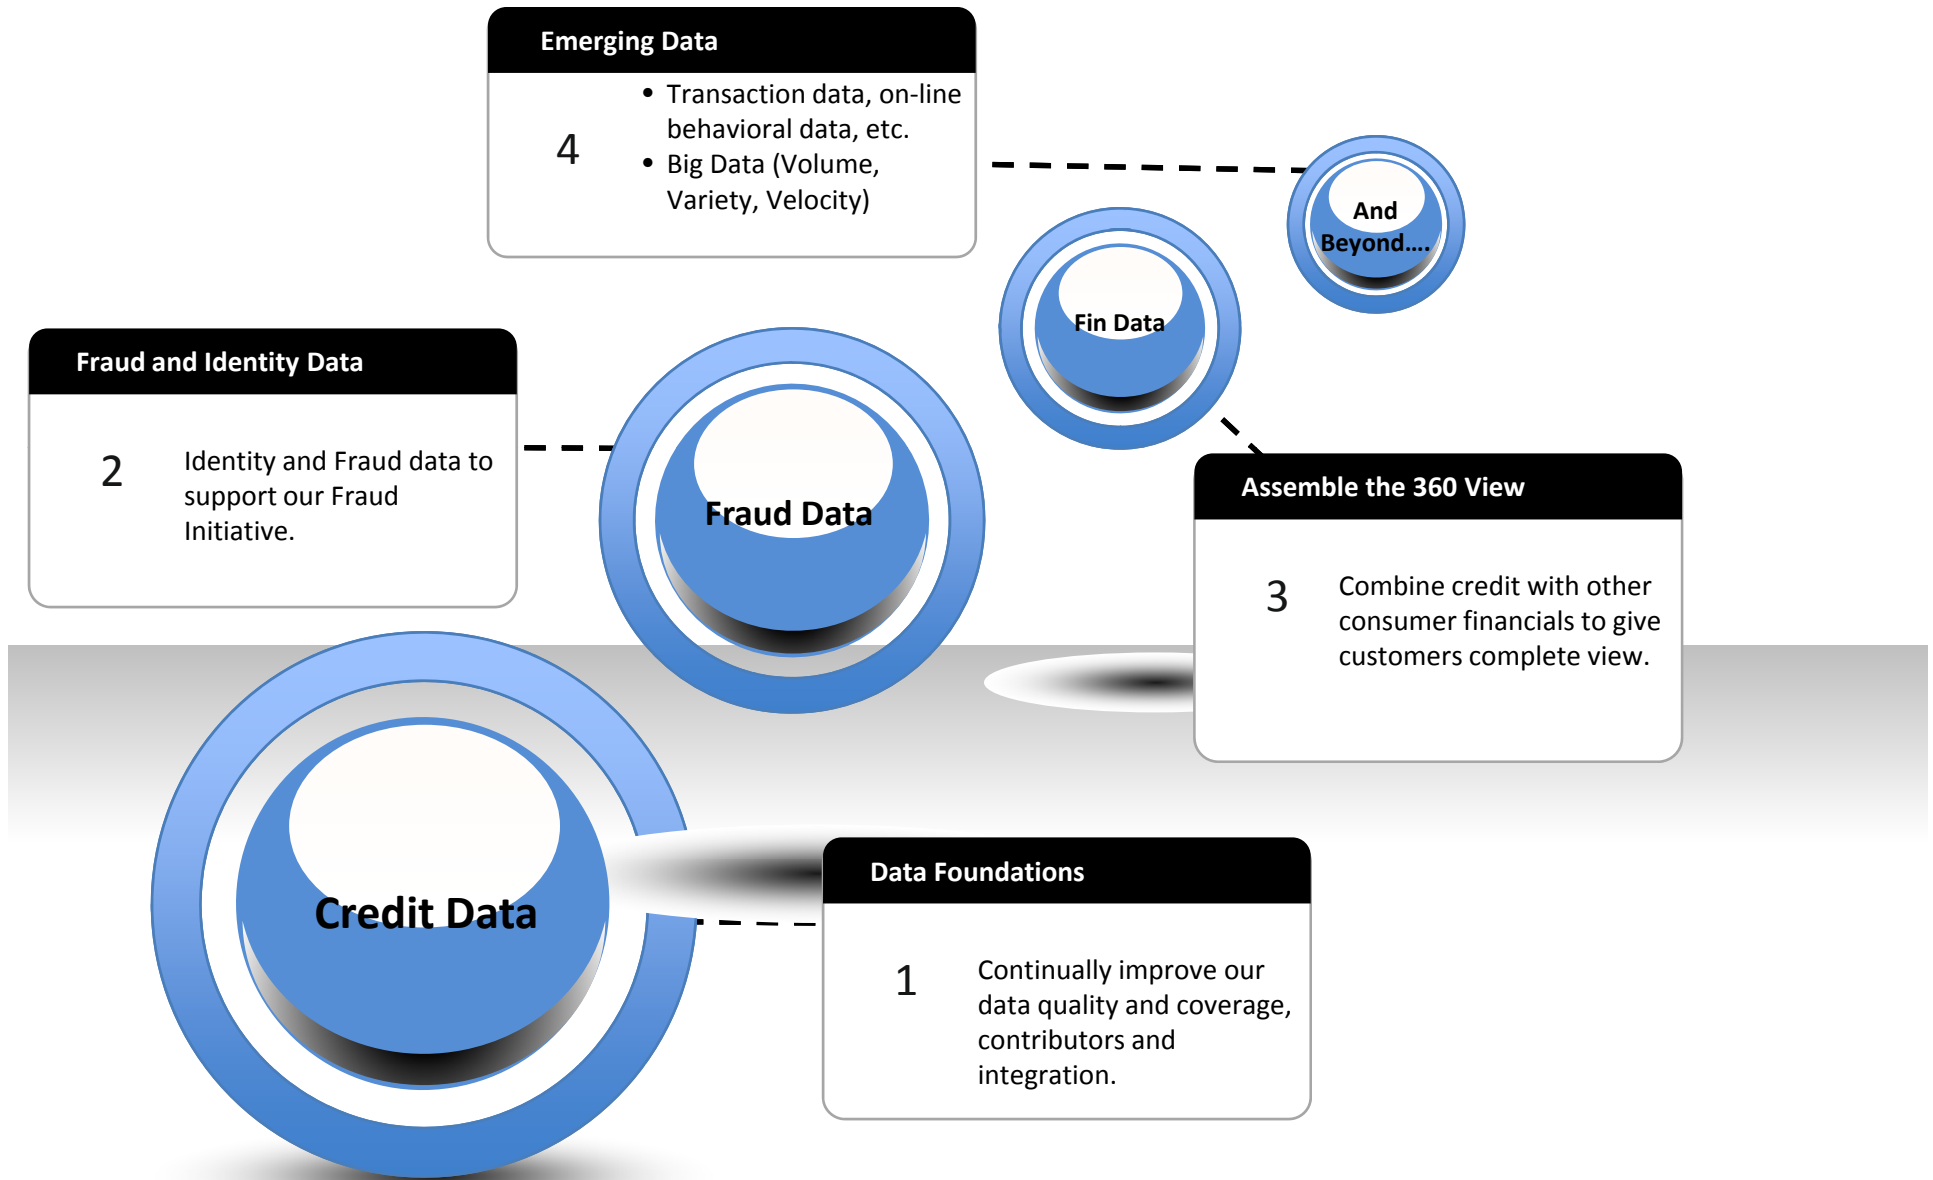 Emerging Data
4
• Transaction data, on-line
behavioral data, etc.
• Big Data (Volume,
Variety, Velocity)
And
Beyond....
Fin Data
Fraud and Identity Data
2
Identity and Fraud data to
support our Fraud
Initiative.
Fraud Data
Assemble the 360 View
3
Combine credit with other
consumer financials to give
customers complete view.
Credit Data
Data Foundations
1
Continually improve our
data quality and coverage,
contributors and
integration.